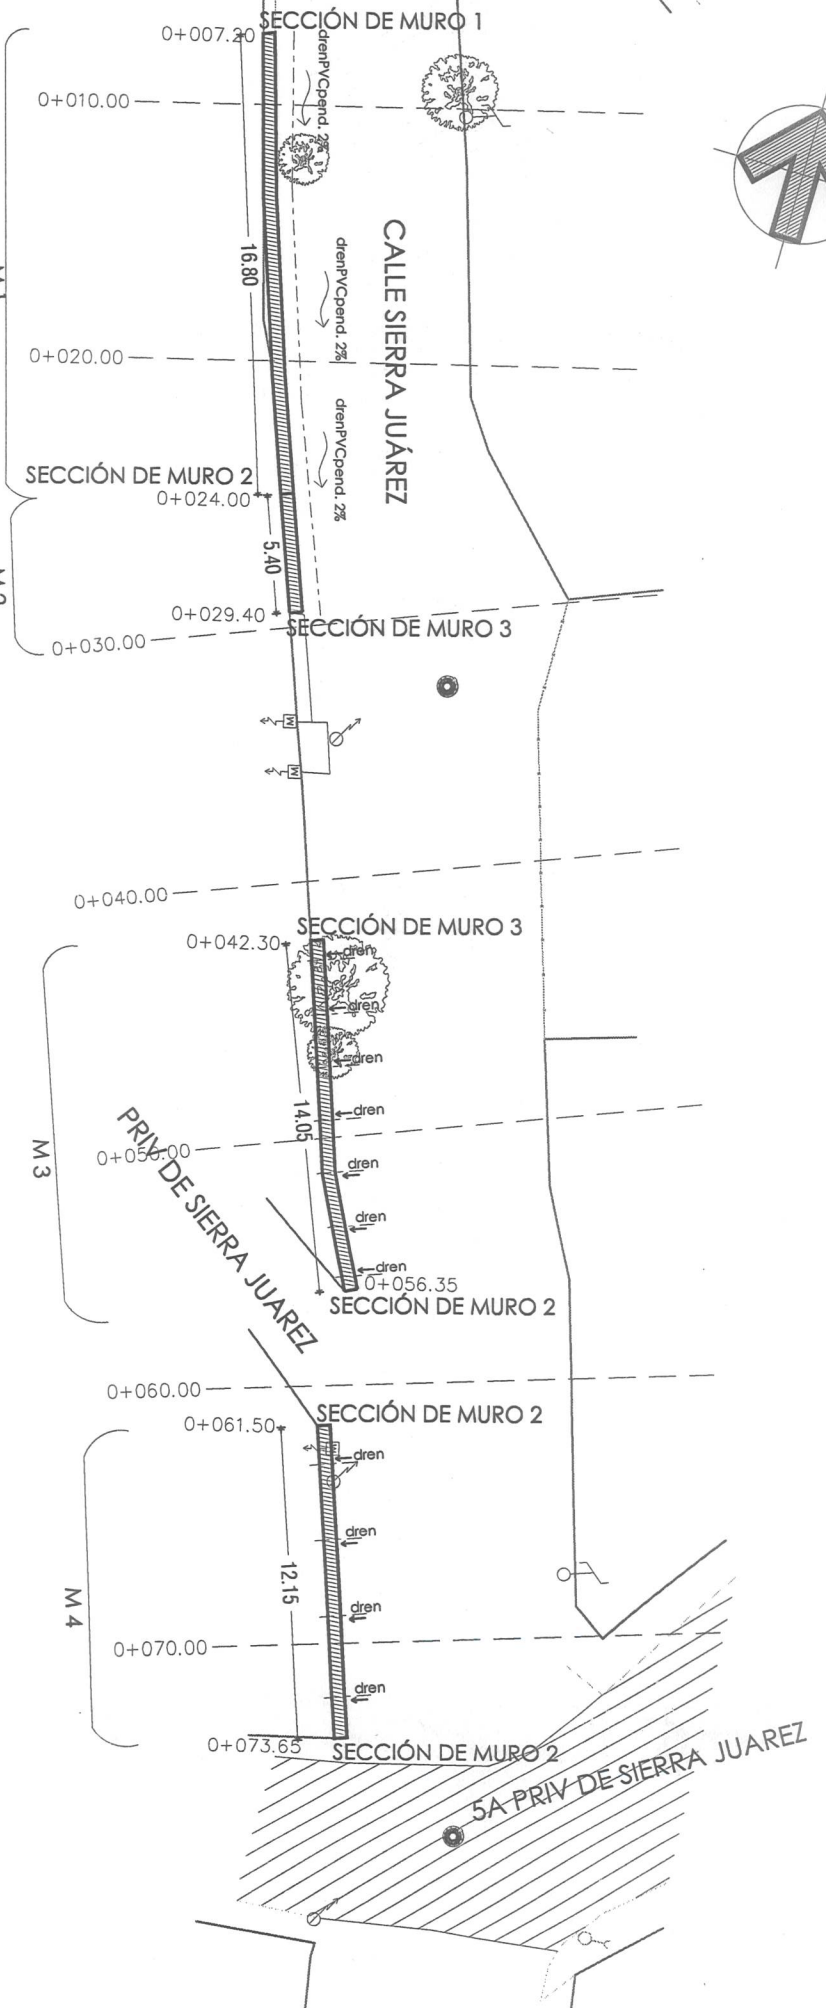 SECCIÓN DE MURO 1
0+007.20
drenPVCpend. 2%
0+010.00
16.80
drenPVCpend. 2%
CALLE SIERRA JUÁREZ
0+020.00
drenPVCpend. 2%
SECCIÓN DE MURO 2
0+024.00
5.40
0+029.40
SECCIÓN DE MURO 3
0+030.00
M
M
0+040.00
SECCIÓN DE MURO 3
0+042.30
dren
dren
dren
14.05
dren
M 3
PRIV DE SIERRA JUAREZ
0+050.00
dren
dren
dren
0+056.35
SECCIÓN DE MURO 2
0+060.00
SECCIÓN DE MURO 2
0+061.50
dren
dren
12.15
M 4
dren
0+070.00
dren
0+073.65
SECCIÓN DE MURO 2
5A PRIV DE SIERRA JUAREZ